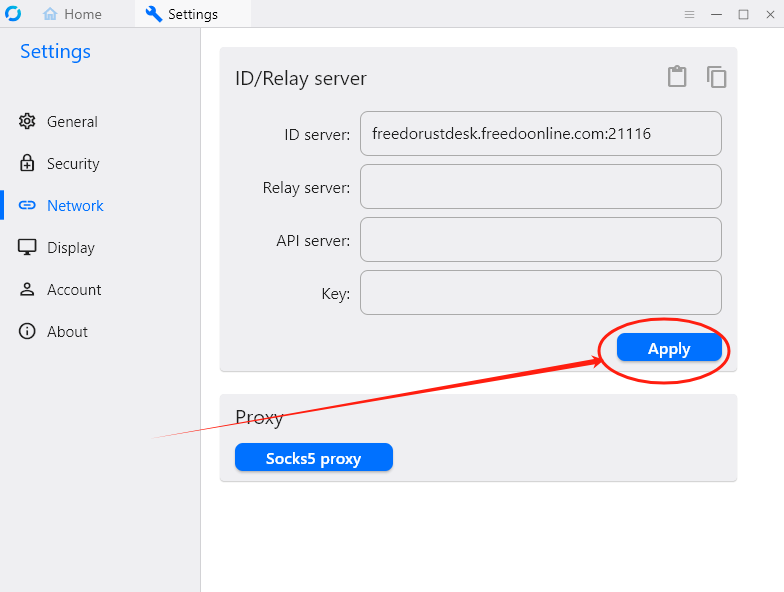 Home
Settings
Settings
General
Security
Network
Display
Account
About
ID/Relay server
ID server: freedorustdesk.freedoonline.com:21116
Relay server:
API server:
Key:
Apply
Proxy
Socks5 proxy